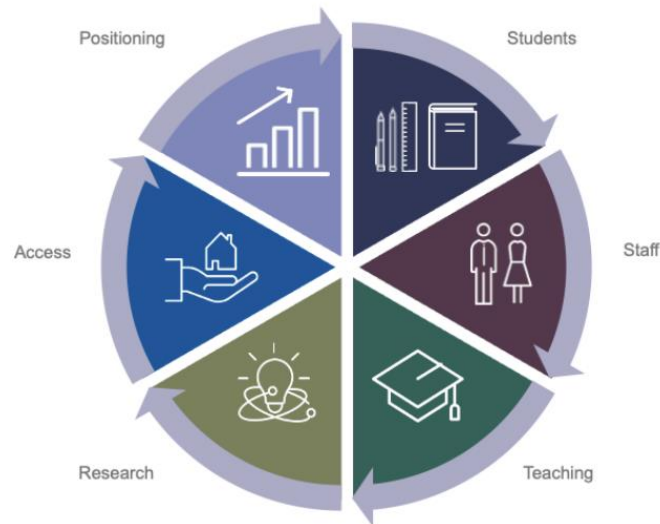 Positioning
Students
Access
Staff
Research
Teaching